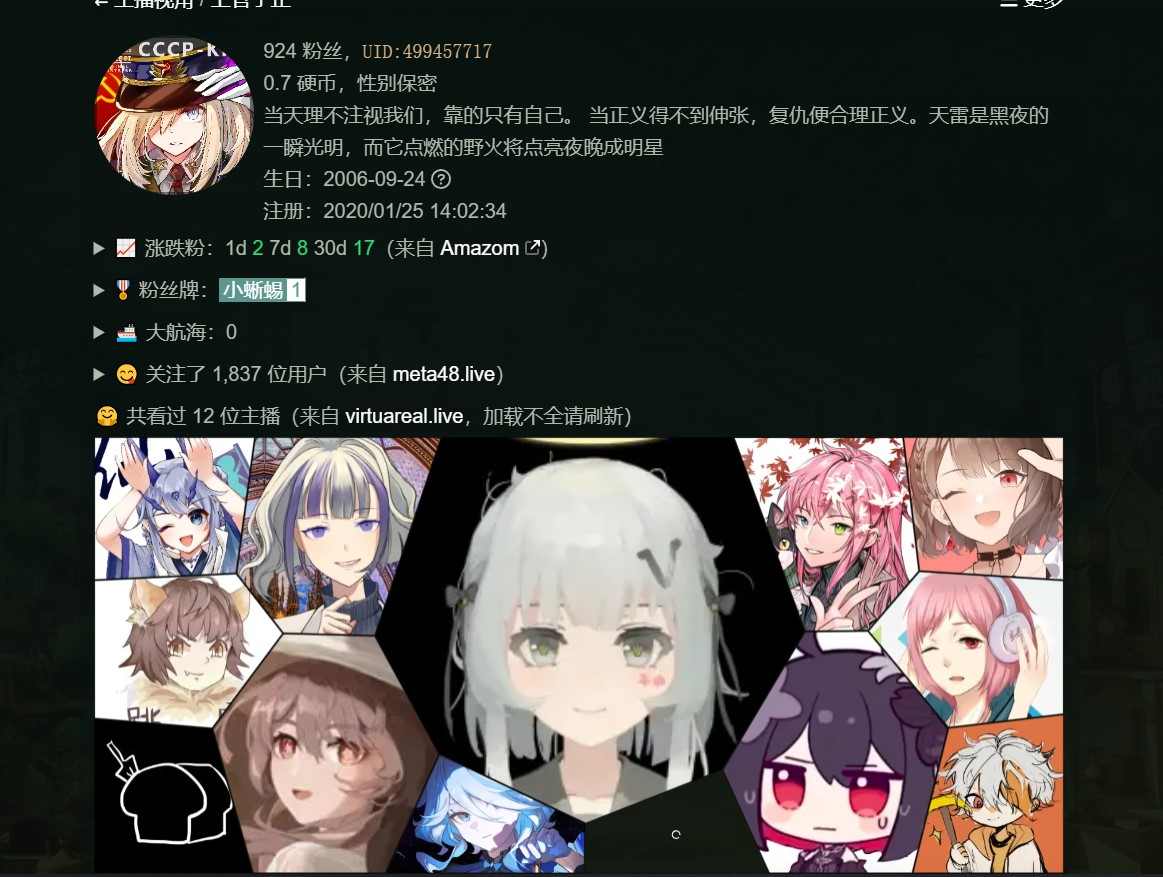 CCCP-K
924 粉丝，UID:499457717
0.7 硬币，性别保密
当天理不注视我们，靠的只有自己。 当正义得不到伸张，复仇便合理正义。天雷是黑夜的
一瞬光明，而它点燃的野火将点亮夜晚成明星
生日：2006-09-24
注册：2020/01/25 14:02:34
涨跌粉：1d 2 7d 8 30d 17（来自 Amazom）
粉丝牌：小蜥蜴 1
大航海：0
关注了 1,837 位用户（来自 meta48.live）
共看过 12 位主播（来自 virtuareal.live，加载不全请刷新）